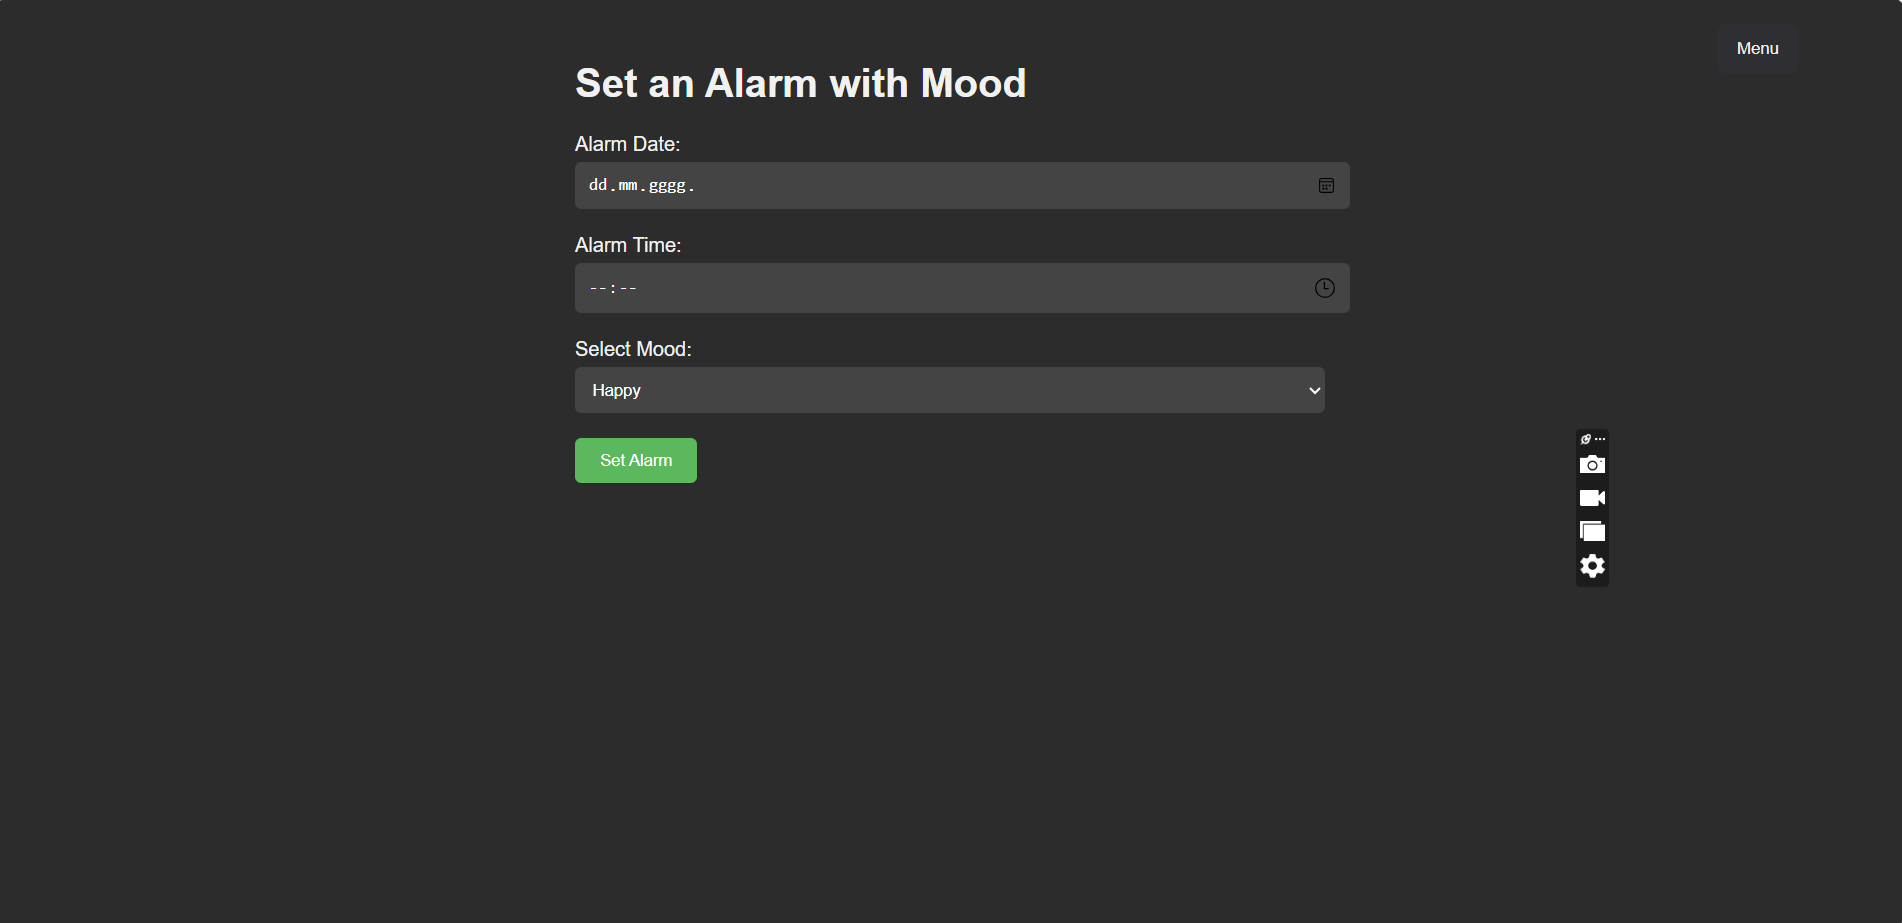 Menu
Set an Alarm with Mood
Alarm Date:
dd.mm.gggg.
Alarm Time:
--:--
Select Mood:
Happy
Set Alarm